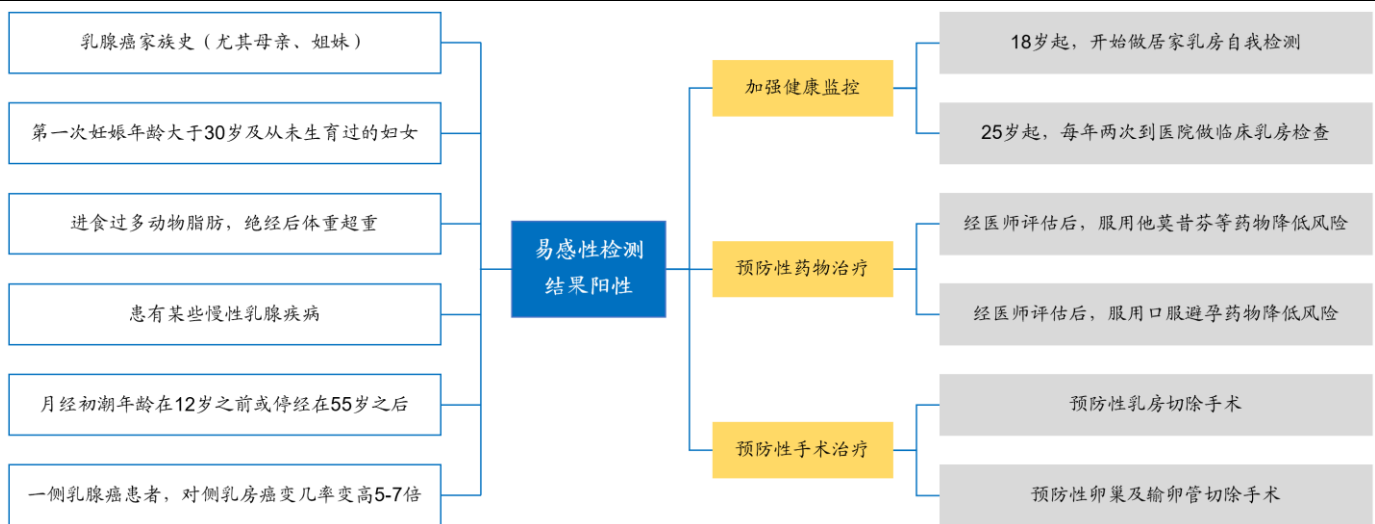 乳腺癌家族史（尤其母亲、姐妹）
第一次妊娠年龄大于30岁及从未生育过的妇女
进食过多动物脂肪，绝经后体重超重
患有某些慢性乳腺疾病
月经初潮年龄在12岁之前或停经在55岁之后
一侧乳腺癌患者，对侧乳房癌变几率变高5-7倍
易感性检测
结果阳性
加强健康监控
预防性药物治疗
预防性手术治疗
18岁起，开始做居家乳房自我检测
25岁起，每年两次到医院做临床乳房检查
经医师评估后，服用他莫昔芬等药物降低风险
经医师评估后，服用口服避孕药物降低风险
预防性乳房切除手术
预防性卵巢及输卵管切除手术